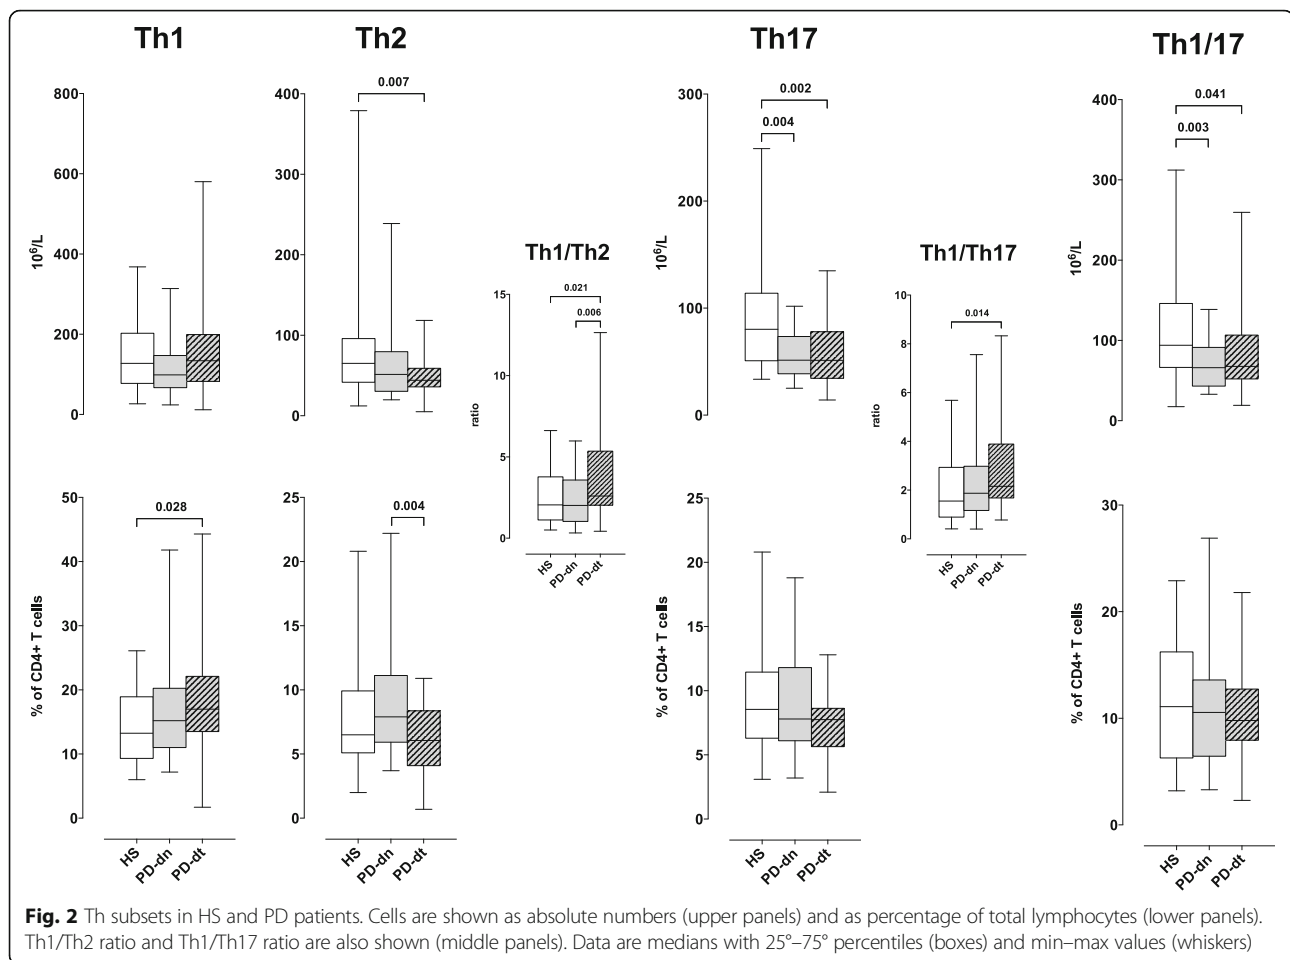 Th1
Th2
Th17
Th1/17
800
600
400
200
0
10⁶/L
0.007
400
300
200
100
0
Th1/Th2
0.021
0.006
15
10
5
0
ratio
HS
PD-dn
PD-dt
0.002
0.004
300
200
100
0
10⁶/L
Th1/Th17
0.014
10
8
6
4
2
0
ratio
HS
PD-dn
PD-dt
0.041
0.003
400
300
200
100
0
10⁶/L
0.028
50
40
30
20
10
0
% of CD4+ T cells
HS
PD-dn
PD-dt
0.004
25
20
15
10
5
0
HS
PD-dn
PD-dt
25
20
15
10
5
0
% of CD4+ T cells
HS
PD-dn
PD-dt
30
20
10
0
% of CD4+ T cells
HS
PD-dn
PD-dt
Fig. 2 Th subsets in HS and PD patients. Cells are shown as absolute numbers (upper panels) and as percentage of total lymphocytes (lower panels).
Th1/Th2 ratio and Th1/Th17 ratio are also shown (middle panels). Data are medians with 25°–75° percentiles (boxes) and min–max values (whiskers)